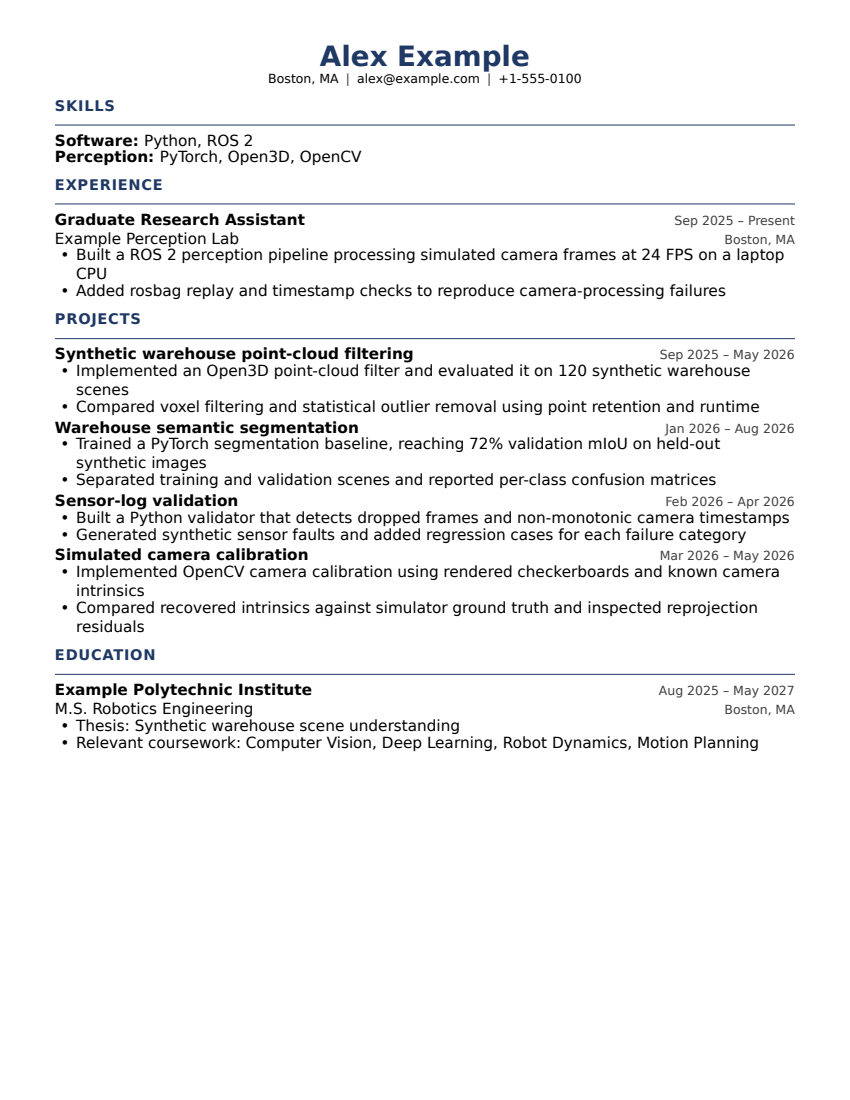 Alex Example
Boston, MA | alex@example.com | +1-555-0100
SKILLS
Software: Python, ROS 2
Perception: PyTorch, Open3D, OpenCV
EXPERIENCE
Graduate Research Assistant Sep 2025 – Present
Example Perception Lab Boston, MA
• Built a ROS 2 perception pipeline processing simulated camera frames at 24 FPS on a laptop
CPU
• Added rosbag replay and timestamp checks to reproduce camera-processing failures
PROJECTS
Synthetic warehouse point-cloud filtering Sep 2025 – May 2026
• Implemented an Open3D point-cloud filter and evaluated it on 120 synthetic warehouse
scenes
• Compared voxel filtering and statistical outlier removal using point retention and runtime
Warehouse semantic segmentation Jan 2026 – Aug 2026
• Trained a PyTorch segmentation baseline, reaching 72% validation mIoU on held-out
synthetic images
• Separated training and validation scenes and reported per-class confusion matrices
Sensor-log validation Feb 2026 – Apr 2026
• Built a Python validator that detects dropped frames and non-monotonic camera timestamps
• Generated synthetic sensor faults and added regression cases for each failure category
Simulated camera calibration Mar 2026 – May 2026
• Implemented OpenCV camera calibration using rendered checkerboards and known camera
intrinsics
• Compared recovered intrinsics against simulator ground truth and inspected reprojection
residuals
EDUCATION
Example Polytechnic Institute Aug 2025 – May 2027
M.S. Robotics Engineering Boston, MA
• Thesis: Synthetic warehouse scene understanding
• Relevant coursework: Computer Vision, Deep Learning, Robot Dynamics, Motion Planning